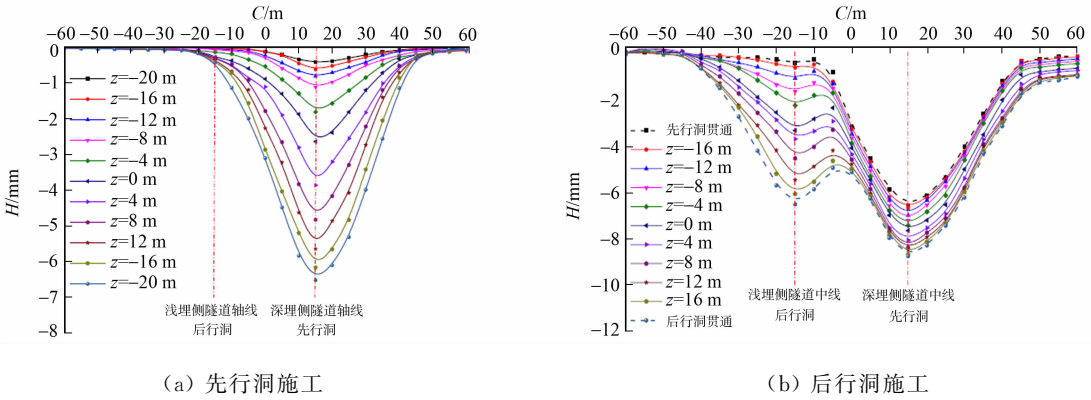 C/m
−60 −50 −40 −30 −20 −10 0 10 20 30 40 50 60
0
−1
−2
−3
−4
−5
−6
−7
−8
H/mm
z=−20 m
z=−16 m
z=−12 m
z=−8 m
z=−4 m
z=0 m
z=4 m
z=8 m
z=12 m
z=−16 m
z=−20 m
浅埋侧隧道轴线
后行洞
深埋侧隧道轴线
先行洞
(a) 先行洞施工
C/m
−60 −50 −40 −30 −20 −10 0 10 20 30 40 50 60
0
−2
−4
−6
−8
−10
−12
H/mm
先行洞贯通
z=−16 m
z=−12 m
z=−8 m
z=−4 m
z=0 m
z=4 m
z=8 m
z=12 m
z=16 m
后行洞贯通
浅埋侧隧道中线
后行洞
深埋侧隧道中线
先行洞
(b) 后行洞施工